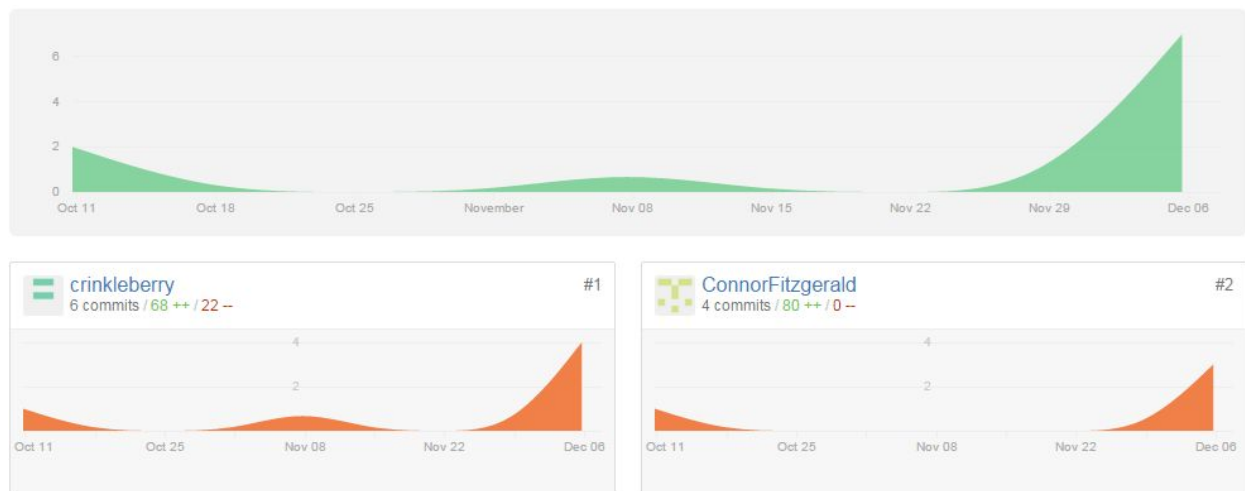 6
4
2
0
Oct 11 Oct 18 Oct 25 November Nov 08 Nov 15 Nov 22 Nov 29 Dec 06
crinkleberry #1
6 commits / 68 ++ / 22 --
4
2
Oct 11 Oct 25 Nov 08 Nov 22 Dec 06
ConnorFitzgerald #2
4 commits / 80 ++ / 0 --
4
2
Oct 11 Oct 25 Nov 08 Nov 22 Dec 06